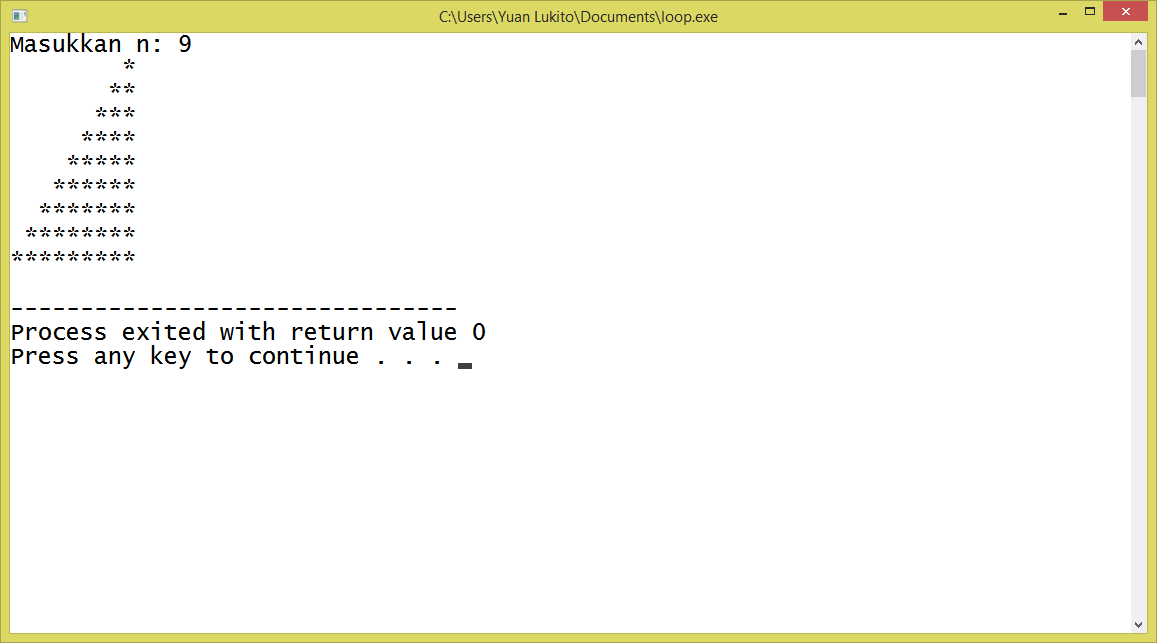 C:\Users\Yuan Lukito\Documents\loop.exe
Masukkan n: 9
        *
       **
      ***
     ****
    *****
   ******
  *******
 ********
*********

--------------------------------
Process exited with return value 0
Press any key to continue . . .